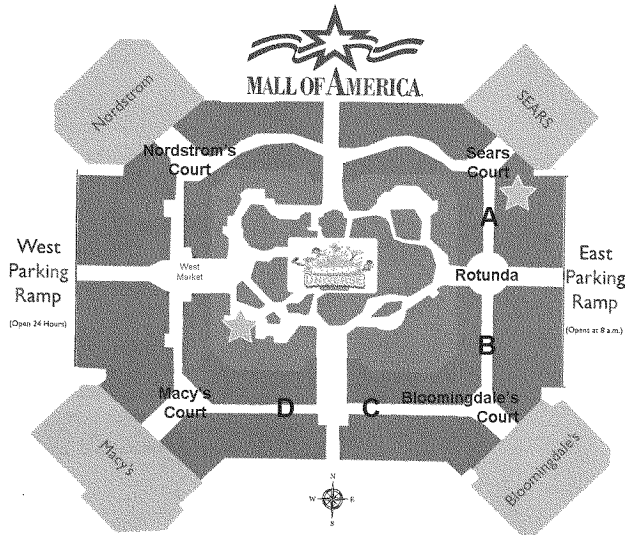 MALL OF AMERICA
Nordstrom
SEARS
Nordstrom's
Court
Sears
Court
A
West
Parking
Ramp
(Open 24 Hours)
West
Market
Rotunda
East
Parking
Ramp
(Opens at 8 a.m.)
B
Macy's
Court
D
C
Bloomingdale's
Court
Macy's
Bloomingdale's
N
W
E
S